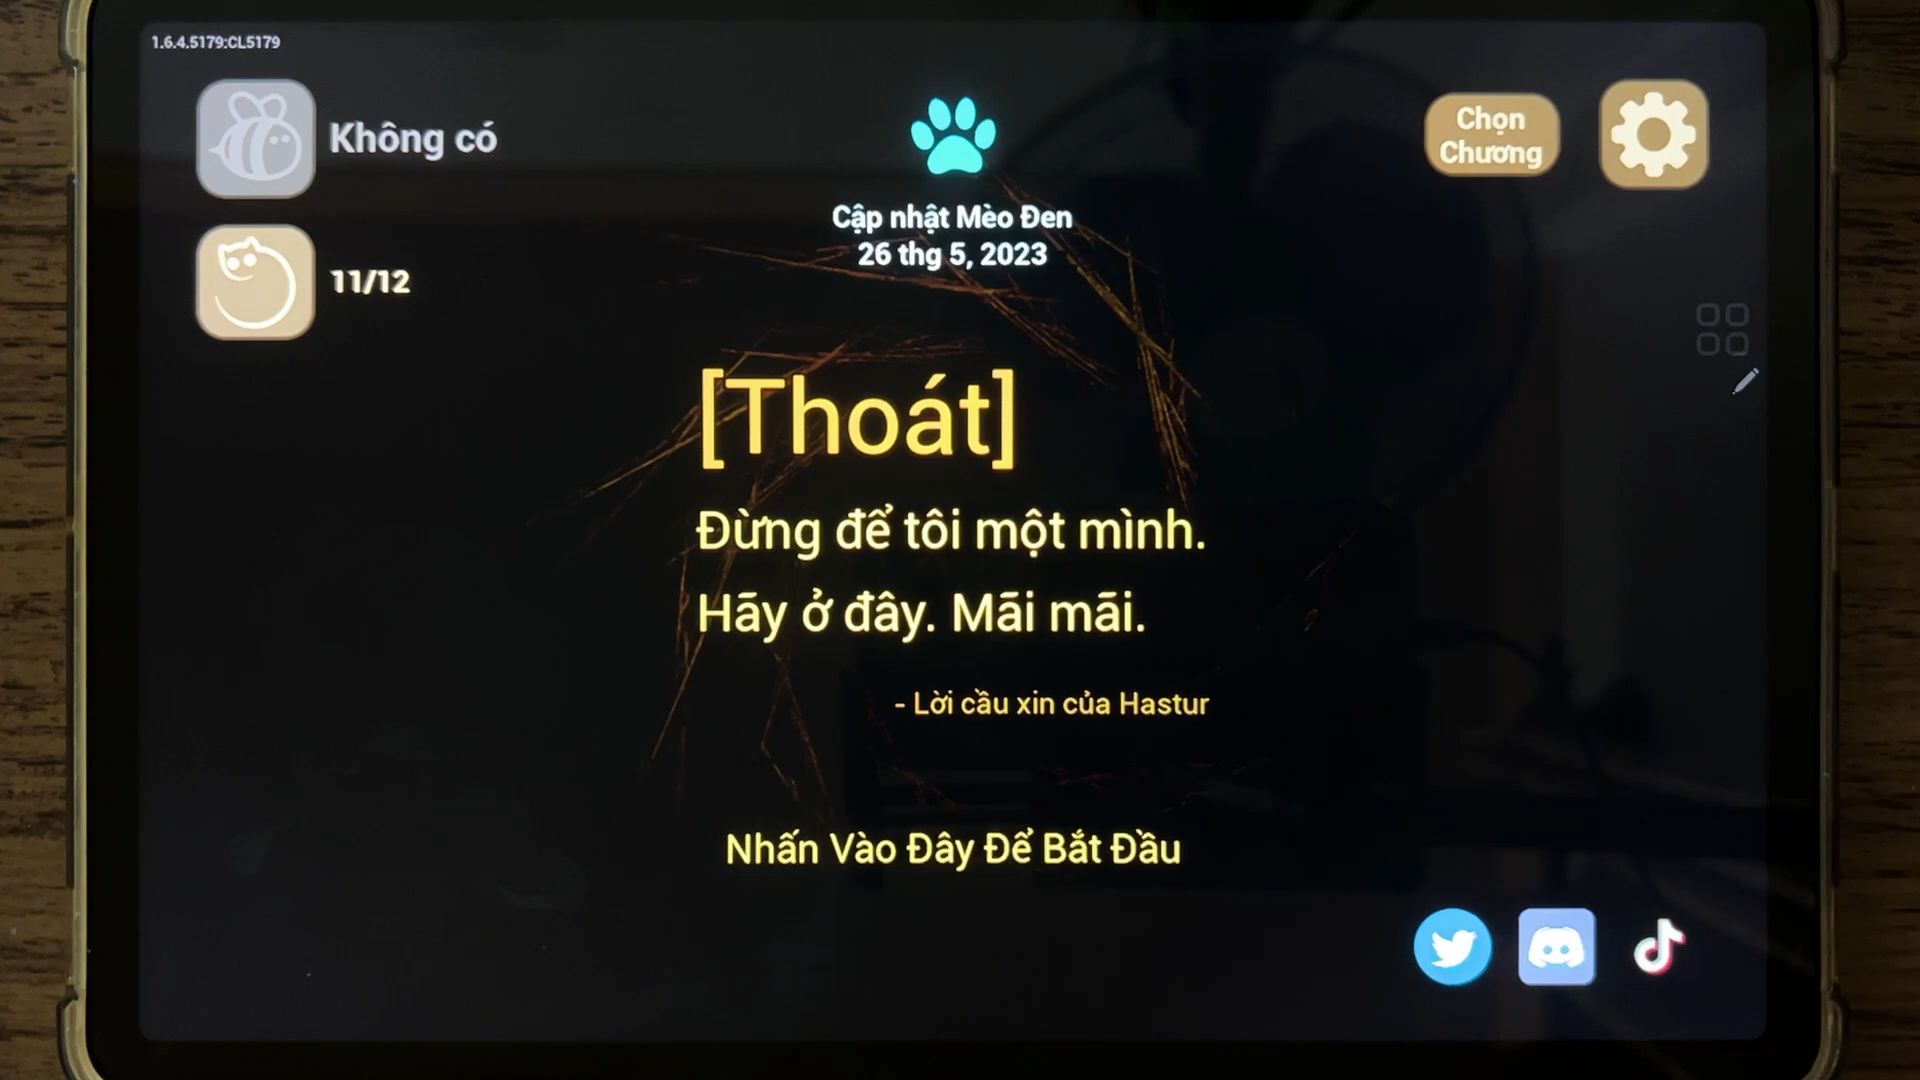 1.6.4.5179:CL5179
Không có
11/12
Cập nhật Mèo Đen
26 thg 5, 2023
Chọn
Chương
[Thoát]
Đừng để tôi một mình.
Hãy ở đây. Mãi mãi.
- Lời cầu xin của Hastur
Nhấn Vào Đây Để Bắt Đầu